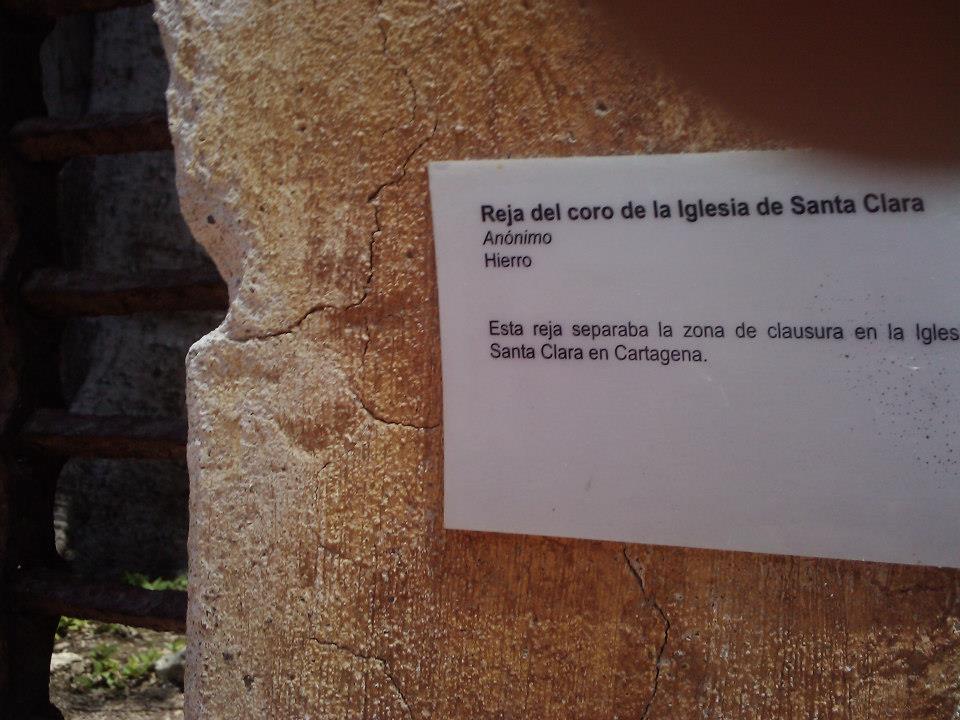 Reja del coro de la Iglesia de Santa Clara
Anónimo
Hierro
Esta reja separaba la zona de clausura en la Igles
Santa Clara en Cartagena.